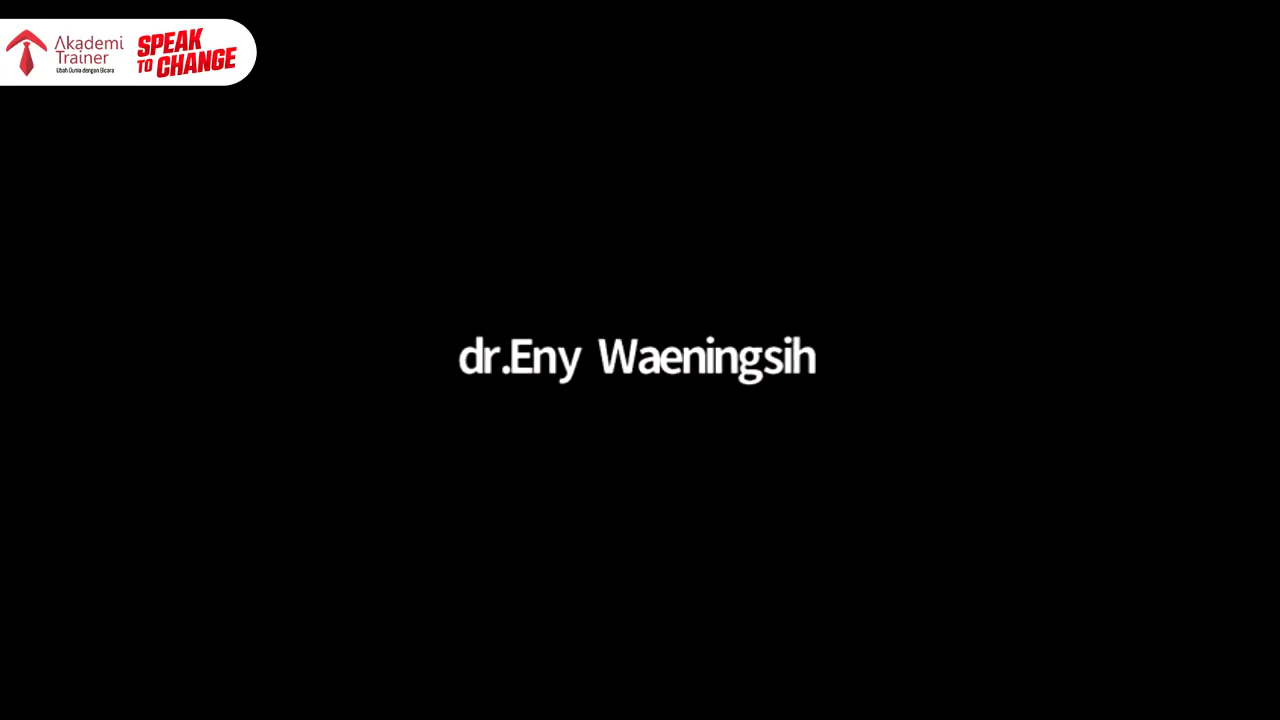 Akademi
Trainer
Ubah Dunia dengan Bicara
SPEAK
TO CHANGE
dr.Eny Waeningsih